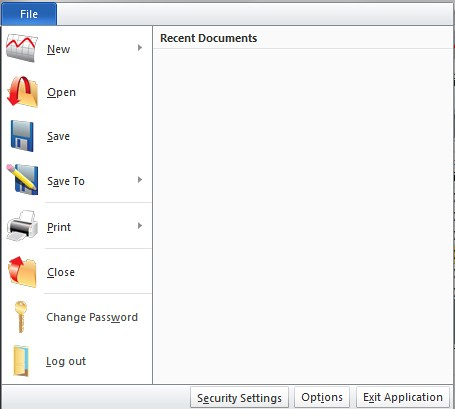 File
Recent Documents
New
Open
Save
Save To
Print
Close
Change Password
Log out
Security Settings
Options
Exit Application